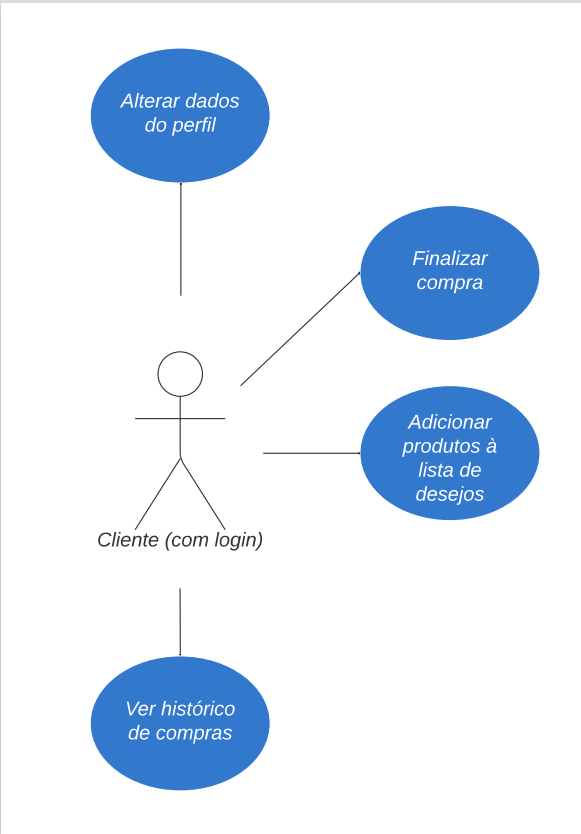 Alterar dados
do perfil
Finalizar
compra
Adicionar
produtos à
lista de
desejos
Cliente (com login)
Ver histórico
de compras